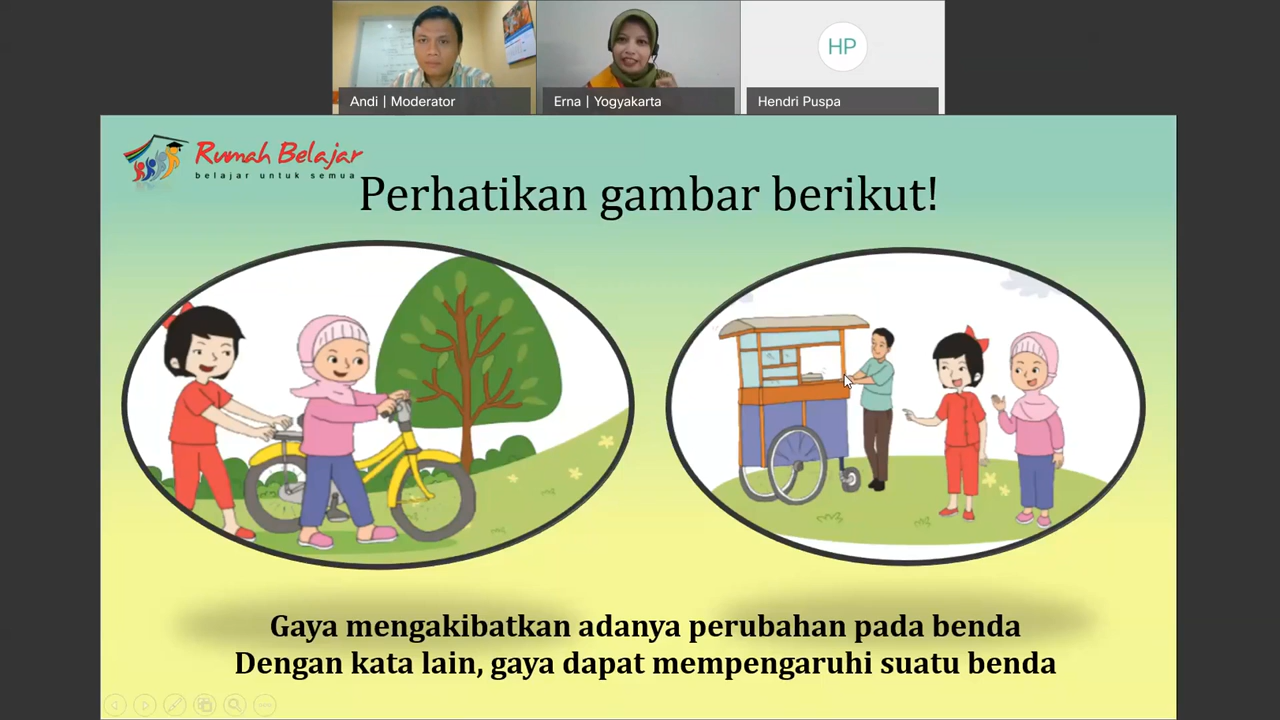 Andi | Moderator
Erna | Yogyakarta
HP
Hendri Puspa
Rumah Belajar
belajar untuk semua
Perhatikan gambar berikut!
Gaya mengakibatkan adanya perubahan pada benda
Dengan kata lain, gaya dapat mempengaruhi suatu benda